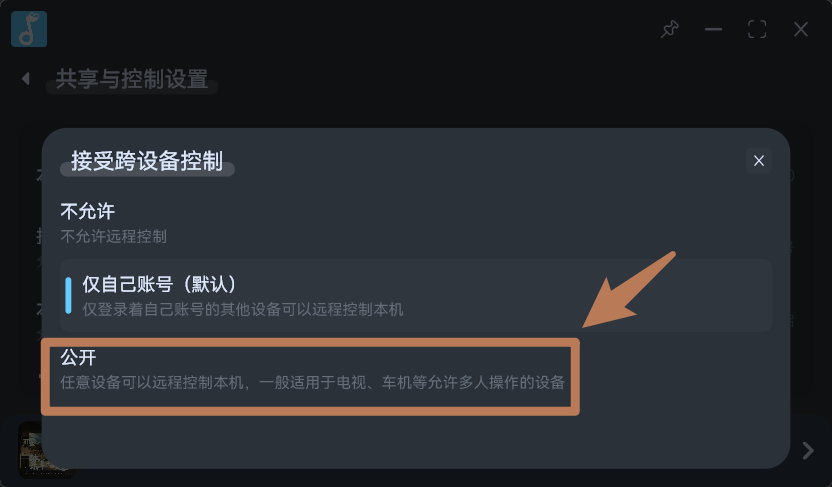 共享与控制设置
接受跨设备控制
不允许
不允许远程控制
仅自己账号（默认）
仅登录着自己账号的其他设备可以远程控制本机
公开
任意设备可以远程控制本机，一般适用于电视、车机等允许多人操作的设备